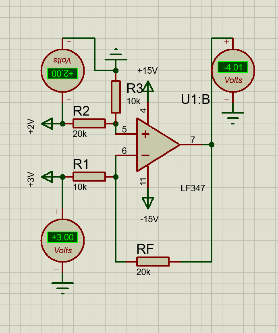 Volts
+2.00
+15V
-4.01
Volts
R3
10k
U1:B
4
R2
+2V
20k
5
7
6
R1
+3V
10k
11
LF347
-15V
+3.00
Volts
RF
20k